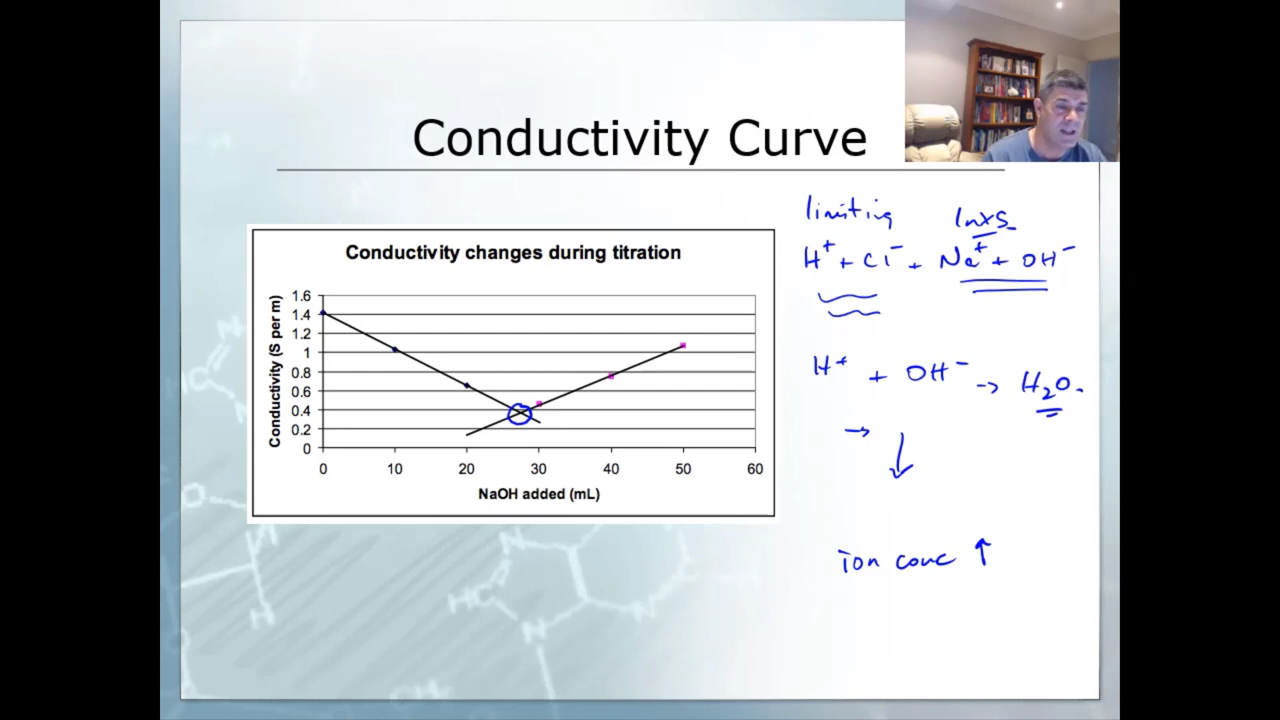 Conductivity Curve
Conductivity changes during titration
Conductivity (S per m)
1.6
1.4
1.2
1
0.8
0.6
0.4
0.2
0
0 10 20 30 40 50 60
NaOH added (mL)
limiting In xs
H⁺ + Cl⁻ + Na⁺ + OH⁻
H⁺ + OH⁻ → H₂O.
→ ↓
ion conc ↑